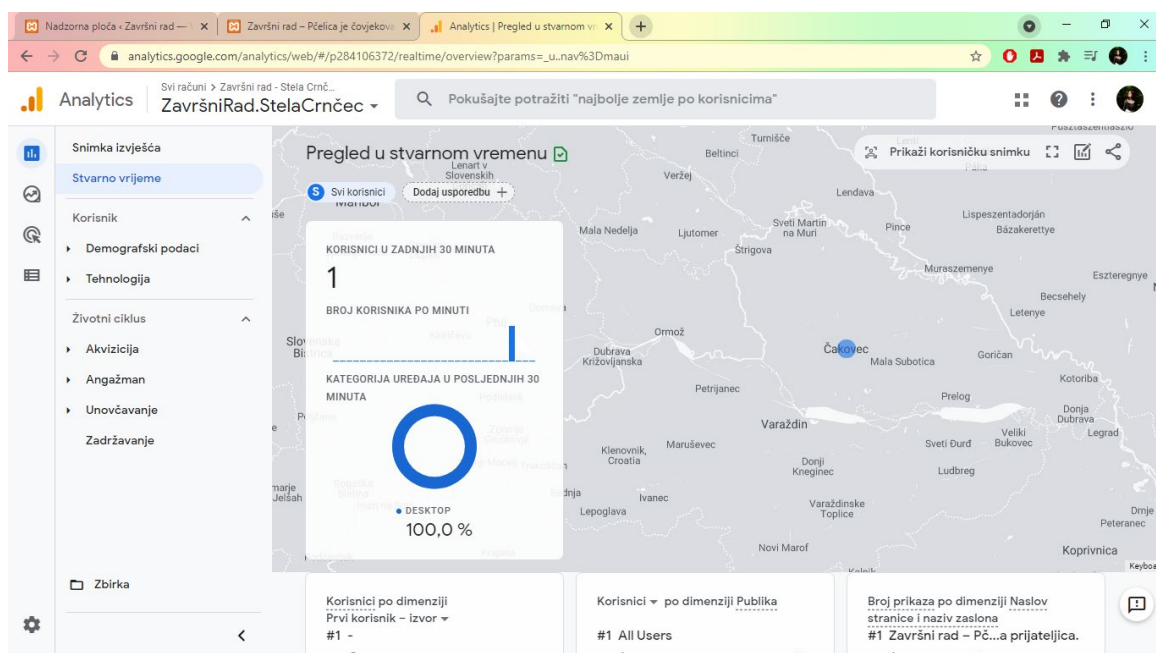 Nadzorna ploča ‹ Završni rad —
Završni rad – Pčelica je čovjekova
Analytics | Pregled u stvarnom vr
analytics.google.com/analytics/web/#/p284106372/realtime/overview?params=_u..nav%3Dmaui
Analytics
Svi računi > Završni rad - Stela Crnč...
ZavršniRad.StelaCrnčec
Pokušajte potražiti "najbolje zemlje po korisnicima"
Snimka izvješća
Stvarno vrijeme
Korisnik
Demografski podaci
Tehnologija
Životni ciklus
Akvizicija
Angažman
Unovčavanje
Zadržavanje
Zbirka
Pregled u stvarnom vremenu
Prikaži korisničku snimku
S Svi korisnici
Dodaj usporedbu +
KORISNICI U ZADNJIH 30 MINUTA
1
BROJ KORISNIKA PO MINUTI
KATEGORIJA UREĐAJA U POSLJEDNJIH 30
MINUTA
DESKTOP
100,0 %
Turnišče
Beltinci
Lenart v
Slovenskih
Veržej
Lendava
Maribor
Mala Nedelja
Ljutomer
Sveti Martin
na Muri
Pince
Lispeszentadorján
Bázakerettye
Štrigova
Muraszemenye
Eszteregnye
Becsehely
Letenye
Ormož
Dubrava
Križovljanska
Čakovec
Mala Subotica
Goričan
Kotoriba
Petrijanec
Prelog
Donja
Dubrava
Varaždin
Legrad
Veliki
Bukovec
Sveti Đurđ
Klenovnik,
Croatia
Maruševec
Donji
Kneginec
Ludbreg
Ivanec
Lepoglava
Varaždinske
Toplice
Drnje
Peteranec
Novi Marof
Koprivnica
Korisnici po dimenziji
Prvi korisnik – izvor
#1 -
Korisnici po dimenziji Publika
#1 All Users
Broj prikaza po dimenziji Naslov
stranice i naziv zaslona
#1 Završni rad – Pč...a prijateljica.